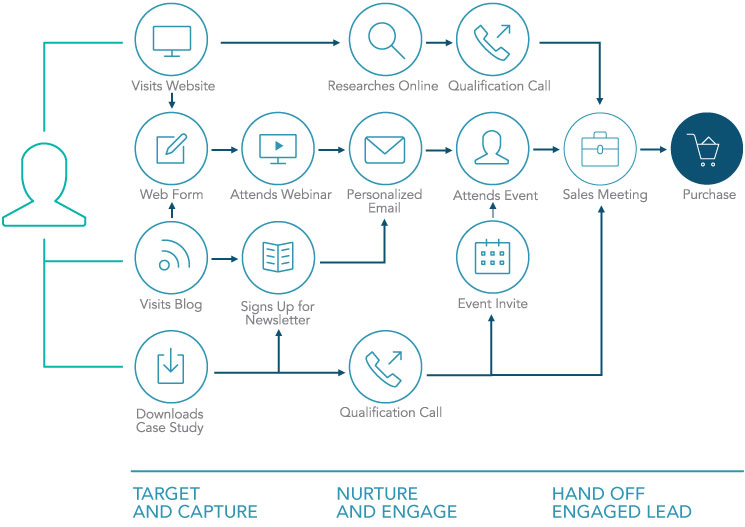 Visits Website
Researches Online
Qualification Call
Web Form
Attends Webinar
Personalized
Email
Attends Event
Sales Meeting
Purchase
Visits Blog
Signs Up for
Newsletter
Event Invite
Downloads
Case Study
Qualification Call
TARGET
AND CAPTURE
NURTURE
AND ENGAGE
HAND OFF
ENGAGED LEAD